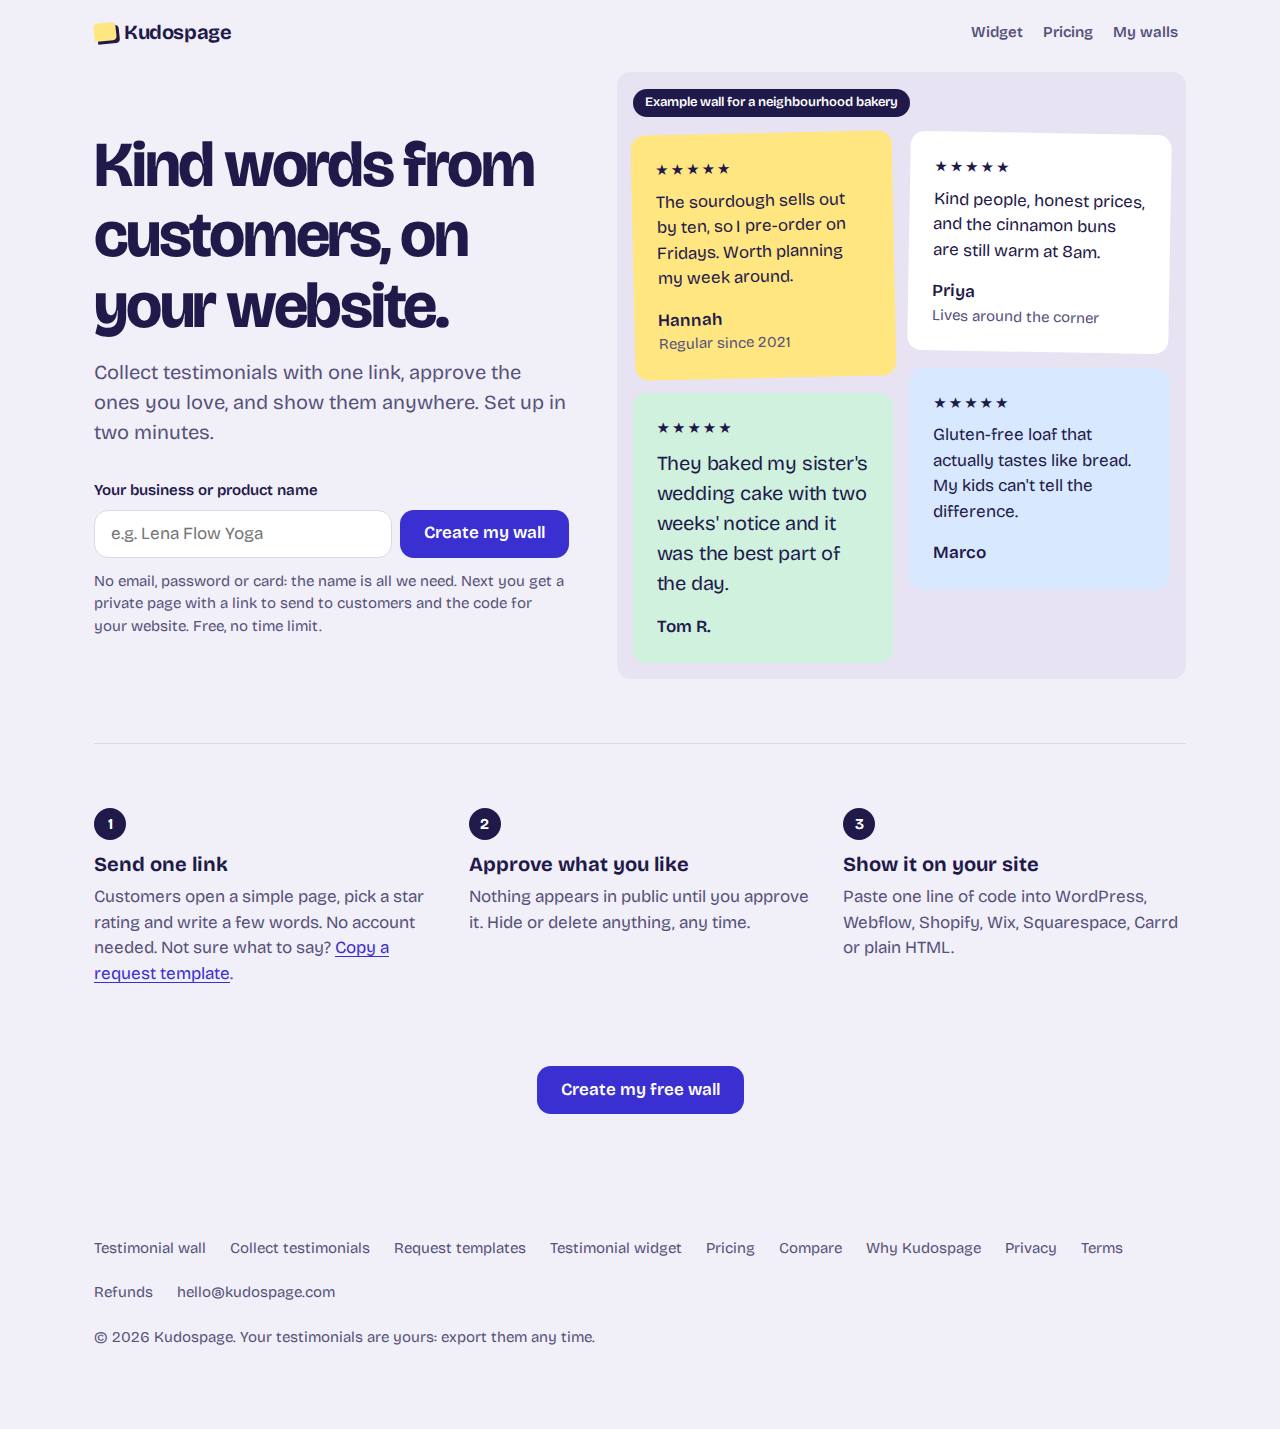 Kudospage
Widget Pricing My walls
Kind words from
customers, on
your website.
Collect testimonials with one link, approve the
ones you love, and show them anywhere. Set up in
two minutes.
Your business or product name
e.g. Lena Flow Yoga
Create my wall
No email, password or card: the name is all we need. Next you get a
private page with a link to send to customers and the code for
your website. Free, no time limit.
Example wall for a neighbourhood bakery
★★★★★
The sourdough sells out
by ten, so I pre-order on
Fridays. Worth planning
my week around.
Hannah
Regular since 2021
★★★★★
They baked my sister's
wedding cake with two
weeks' notice and it
was the best part of
the day.
Tom R.
★★★★★
Kind people, honest prices,
and the cinnamon buns
are still warm at 8am.
Priya
Lives around the corner
★★★★★
Gluten-free loaf that
actually tastes like bread.
My kids can't tell the
difference.
Marco
1
Send one link
Customers open a simple page, pick a star
rating and write a few words. No account
needed. Not sure what to say? Copy a
request template.
2
Approve what you like
Nothing appears in public until you approve
it. Hide or delete anything, any time.
3
Show it on your site
Paste one line of code into WordPress,
Webflow, Shopify, Wix, Squarespace, Carrd
or plain HTML.
Create my free wall
Testimonial wall Collect testimonials Request templates Testimonial widget Pricing Compare Why Kudospage Privacy Terms
Refunds hello@kudospage.com
© 2026 Kudospage. Your testimonials are yours: export them any time.